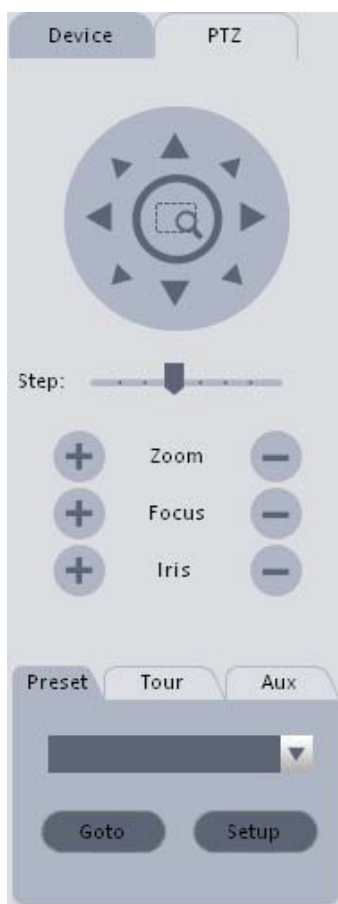 Device PTZ
Step:
Zoom
Focus
Iris
Preset Tour Aux
Goto Setup